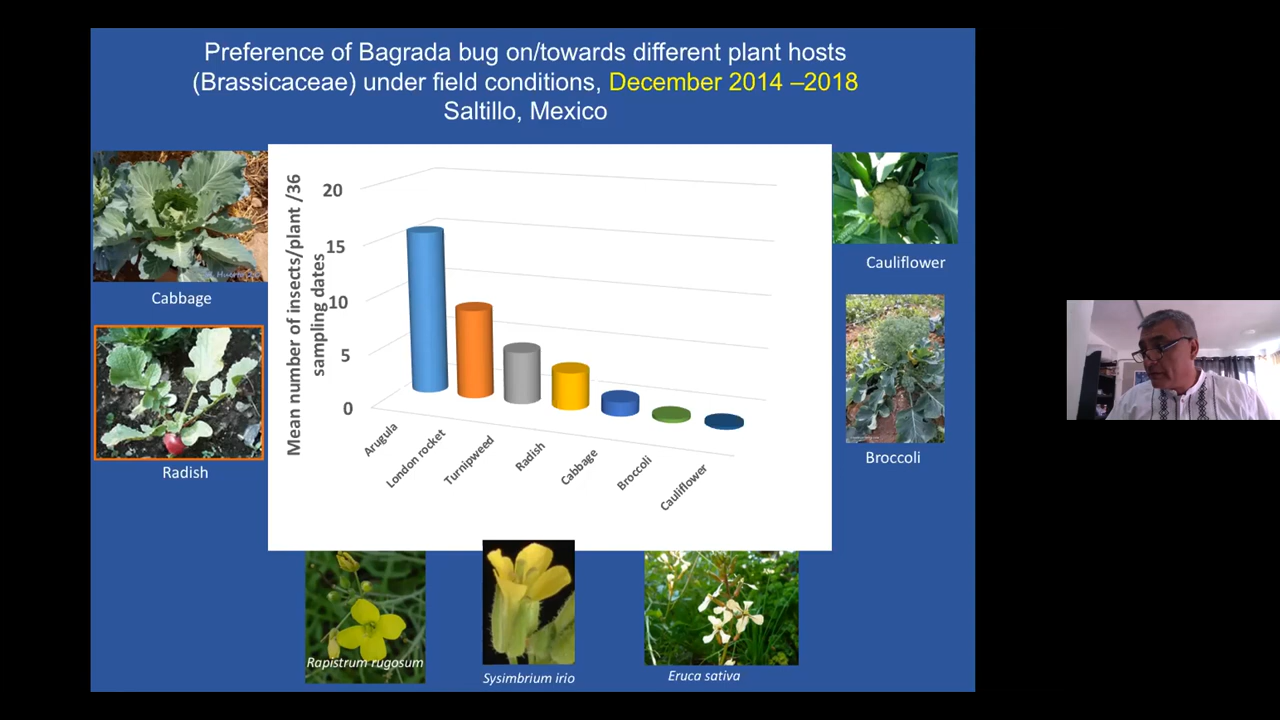 Preference of Bagrada bug on/towards different plant hosts
(Brassicaceae) under field conditions, December 2014 –2018
Saltillo, Mexico
Cabbage
Radish
Mean number of insects/plant /36
sampling dates
20
15
10
5
0
Arugula
London rocket
Turnipweed
Radish
Cabbage
Broccoli
Cauliflower
Cauliflower
Broccoli
Rapistrum rugosum
Sysimbrium irio
Eruca sativa